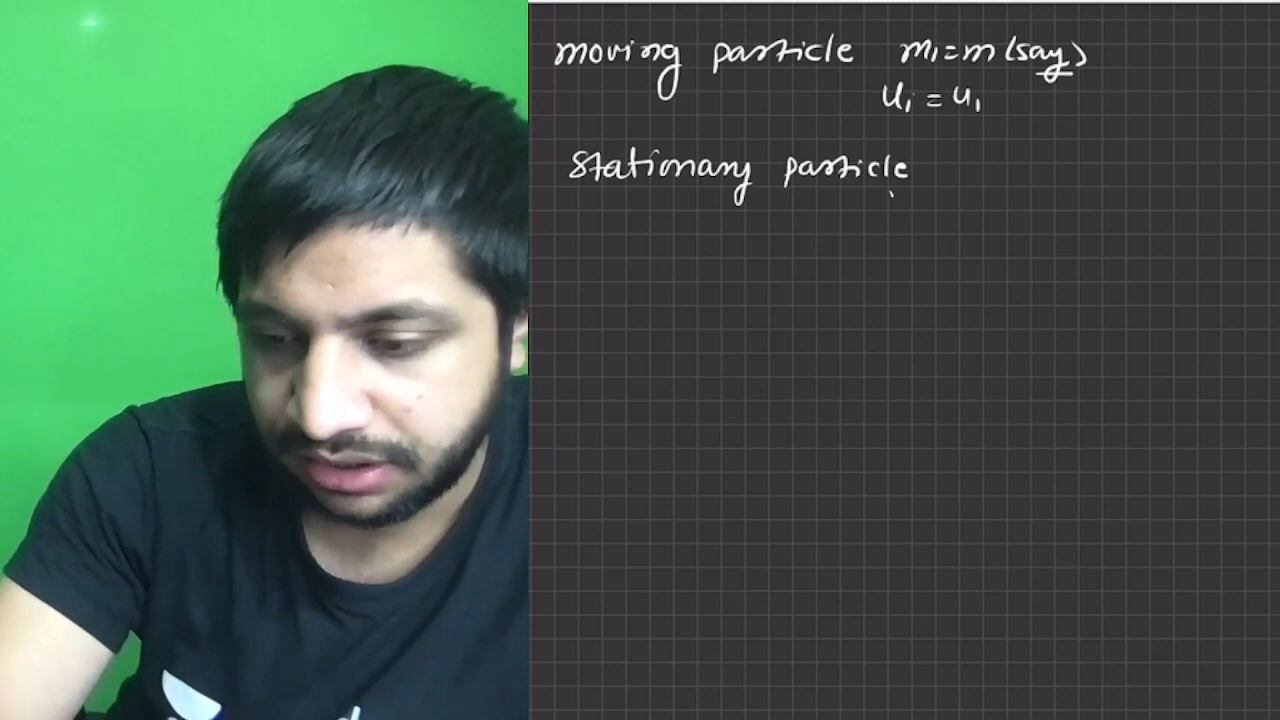 moving particle m₁=m (say)
u₁ = u₁
Stationary particle